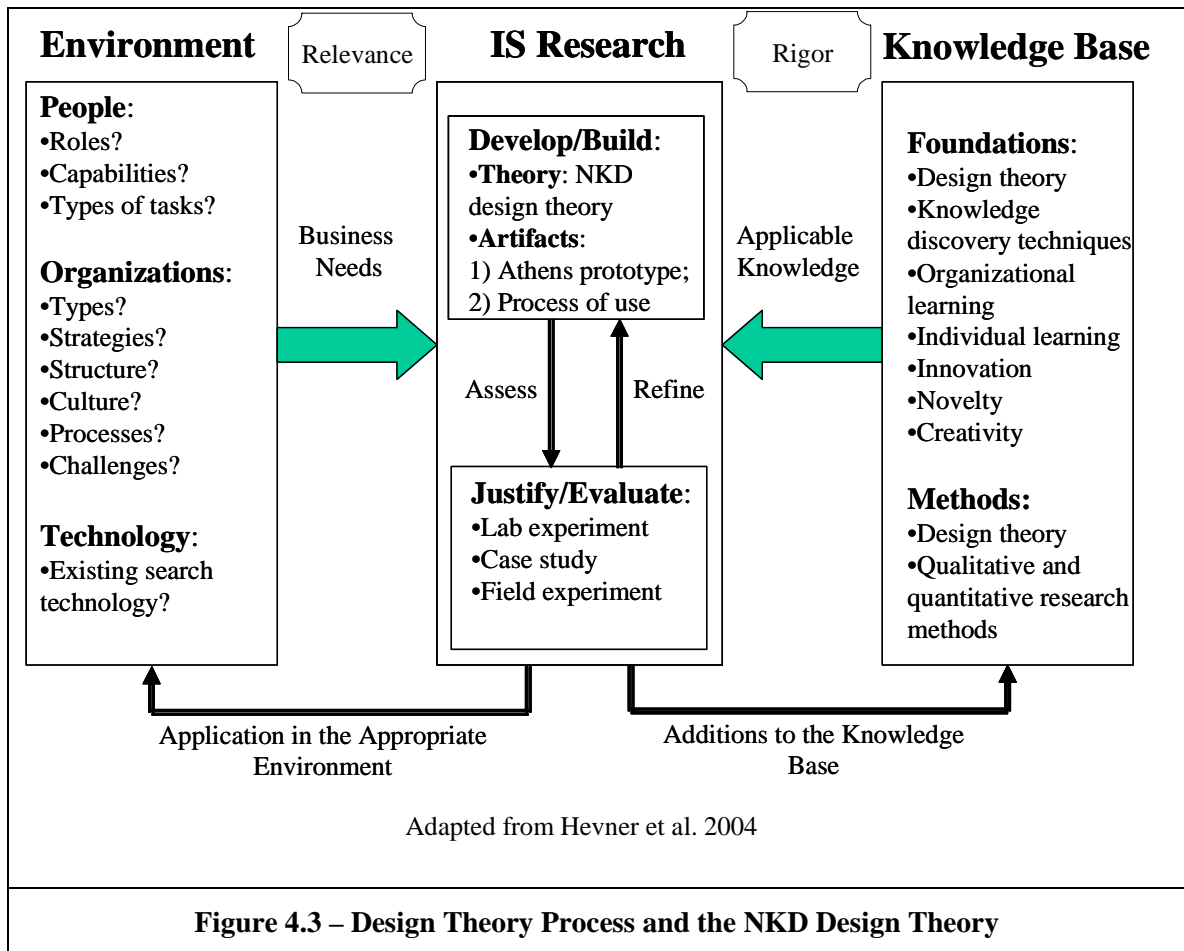 Environment
Relevance
IS Research
Rigor
Knowledge Base
People:
•Roles?
•Capabilities?
•Types of tasks?
Organizations:
•Types?
•Strategies?
•Structure?
•Culture?
•Processes?
•Challenges?
Technology:
•Existing search
technology?
Business
Needs
Develop/Build:
•Theory: NKD
design theory
•Artifacts:
1) Athens prototype;
2) Process of use
Assess
Refine
Justify/Evaluate:
•Lab experiment
•Case study
•Field experiment
Applicable
Knowledge
Foundations:
•Design theory
•Knowledge
discovery techniques
•Organizational
learning
•Individual learning
•Innovation
•Novelty
•Creativity
Methods:
•Design theory
•Qualitative and
quantitative research
methods
Application in the Appropriate
Environment
Additions to the Knowledge
Base
Adapted from Hevner et al. 2004
Figure 4.3 – Design Theory Process and the NKD Design Theory